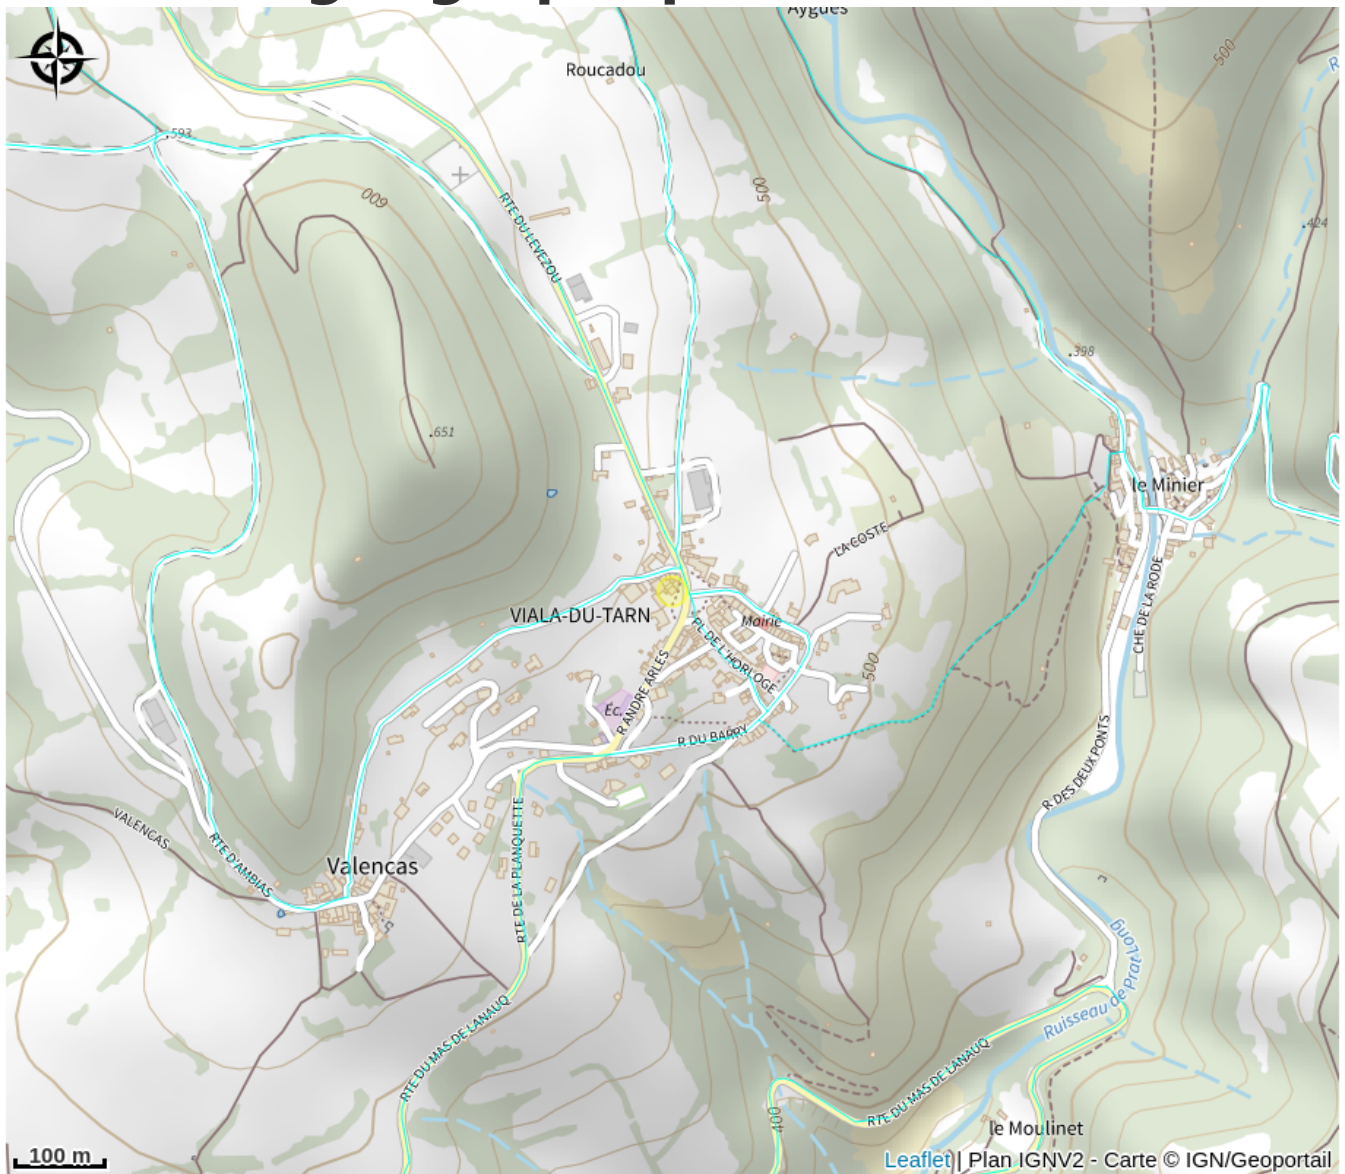 Aygues
Roucadou
500
R
593
600
500
RTE DU LEVEZOU
424
398
651
le Minier
LA COSTE
VIALA-DU-TARN
Mairie
PL DE L'HORLOGE
CHE DE LA RODE
500
R ANDRE ARLES
Éc.
R DU BARRY
R DES DEUX PONTS
VALENCAS
RTE D'AMBIAS
Valencas
RTE DE LA PLANQUETTE
Ruisseau de Prat Long
RTE DU MAS DE LANAUQ
RTE DU MAS DE LANAUQ
400
le Moulinet
100 m
Leaflet | Plan IGNV2 - Carte © IGN/Geoportail